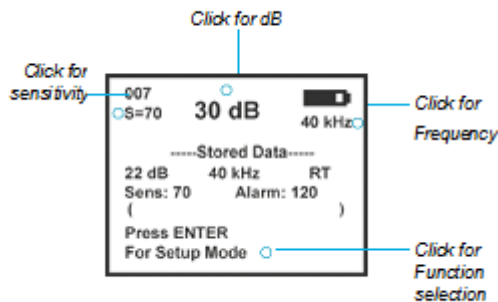 Click for dB
Click for
sensitivity
007
S=70
30 dB
40 kHz
Click for
Frequency
-----Stored Data-----
22 dB 40 kHz RT
Sens: 70 Alarm: 120
( )
Press ENTER
For Setup Mode
Click for
Function
selection